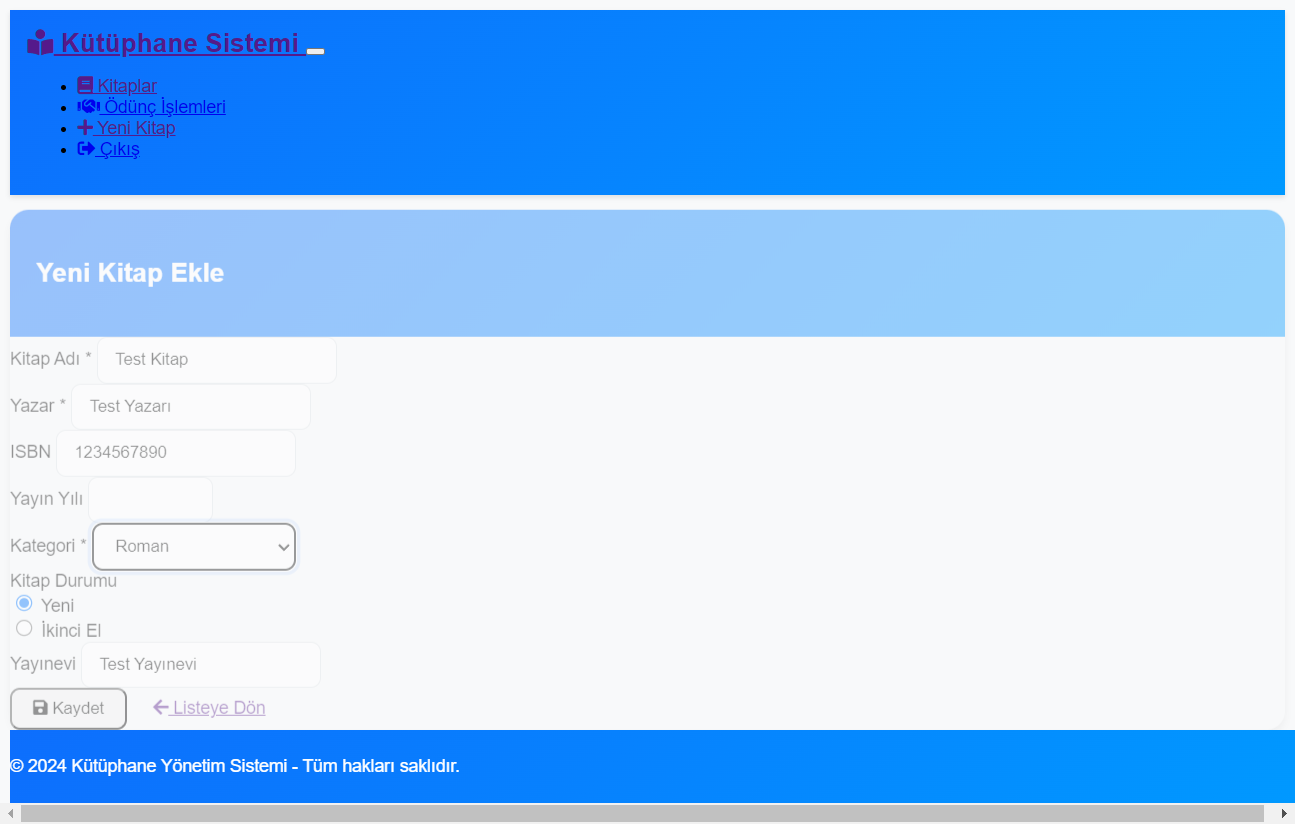 Kütüphane Sistemi
Kitaplar
Ödünç İşlemleri
Yeni Kitap
Çıkış
Yeni Kitap Ekle
Kitap Adı * Test Kitap
Yazar * Test Yazarı
ISBN 1234567890
Yayın Yılı
Kategori * Roman
Kitap Durumu
Yeni
İkinci El
Yayınevi Test Yayınevi
Kaydet Listeye Dön
© 2024 Kütüphane Yönetim Sistemi - Tüm hakları saklıdır.